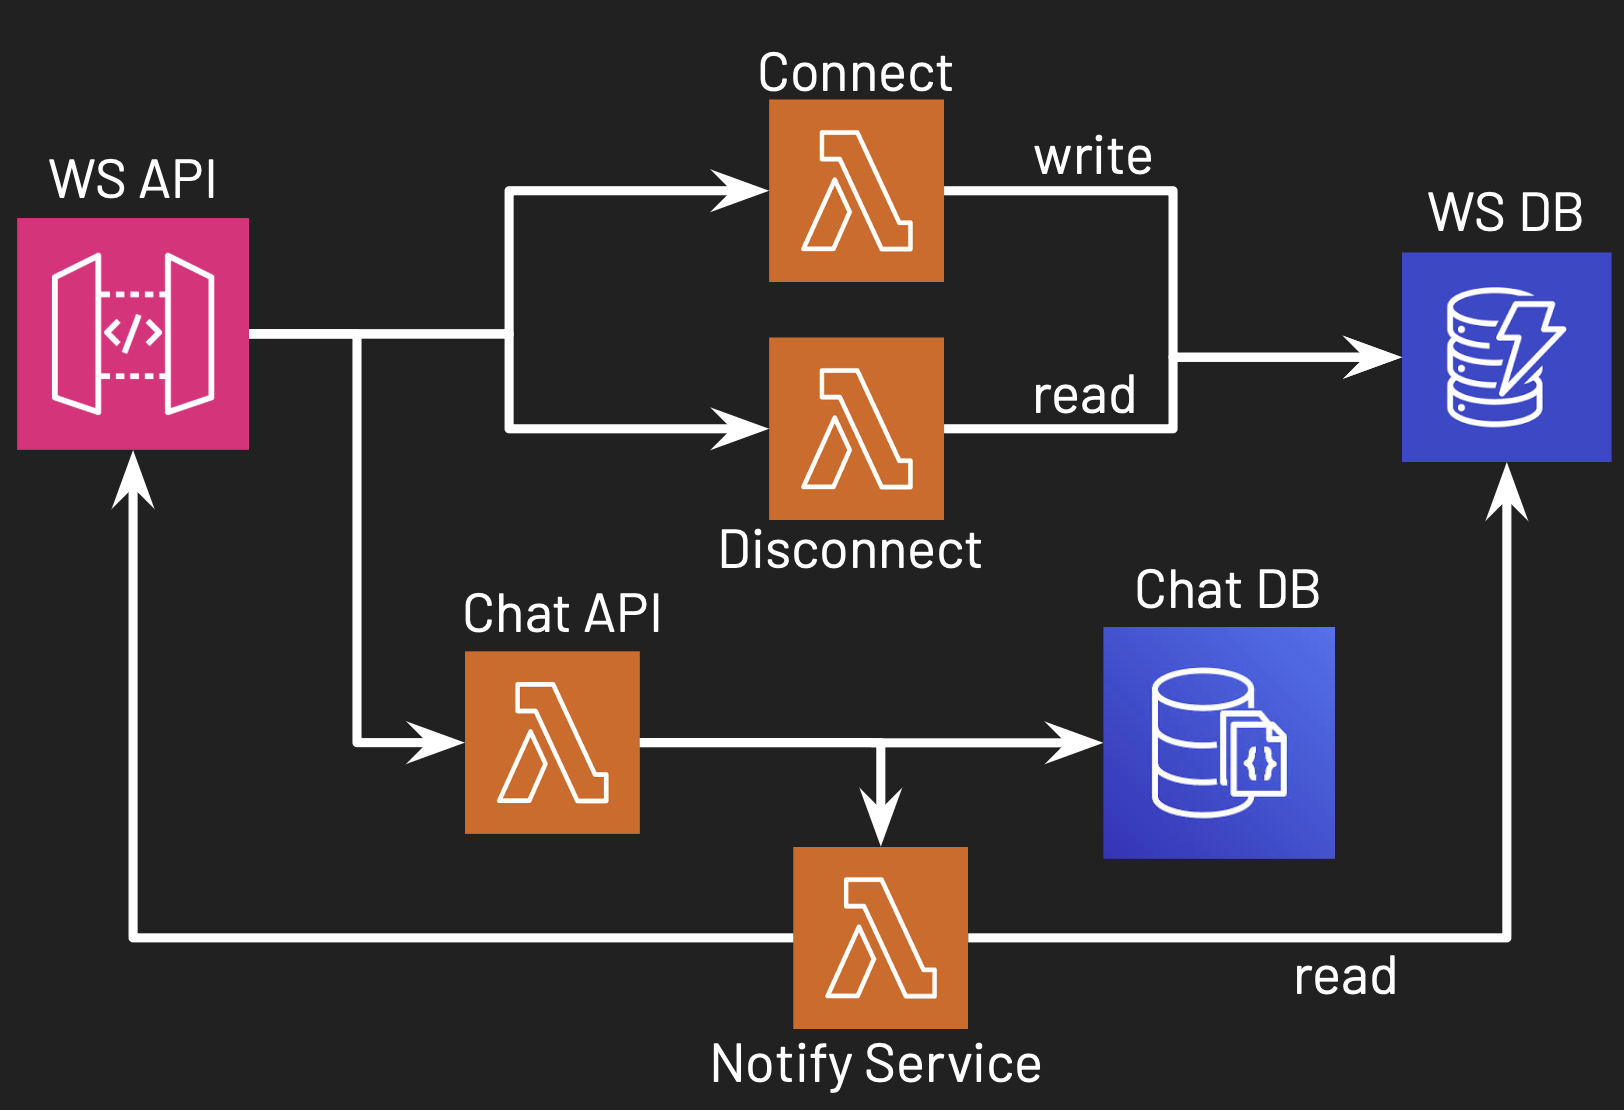 Connect
write
WS API
WS DB
</>
read
Disconnect
Chat DB
Chat API
{}
read
Notify Service